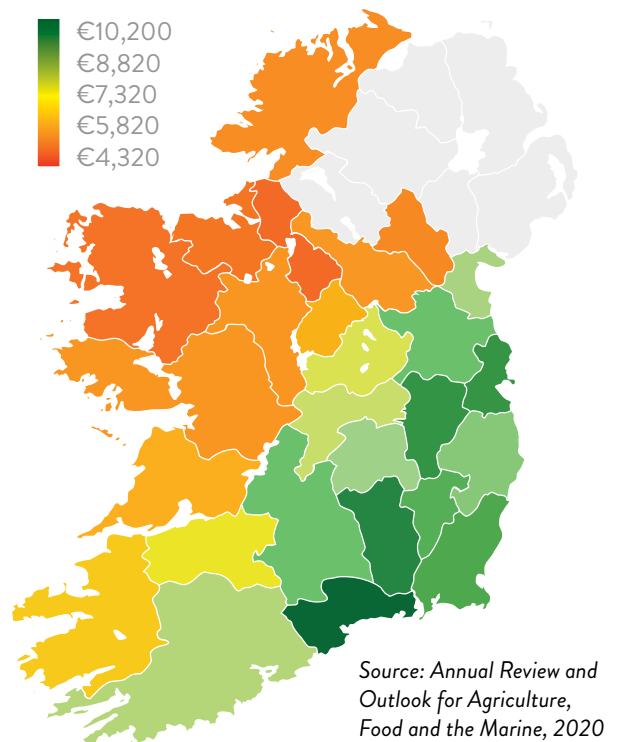 €10,200
€8,820
€7,320
€5,820
€4,320
Source: Annual Review and
Outlook for Agriculture,
Food and the Marine, 2020